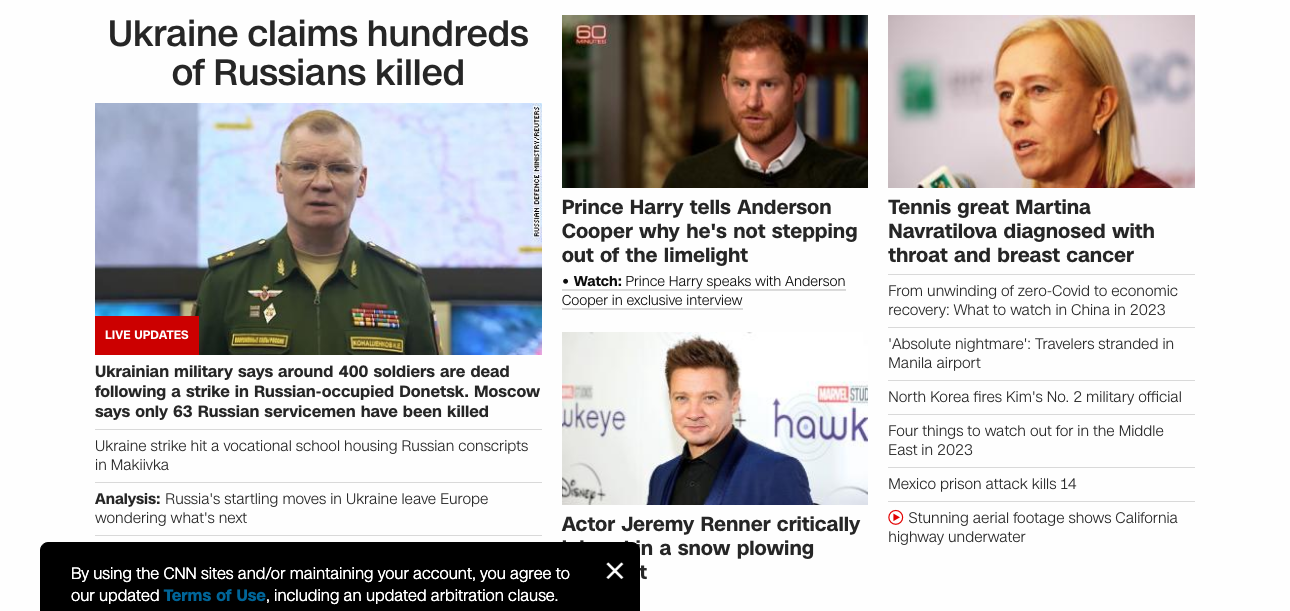 Ukraine claims hundreds
of Russians killed
RUSSIAN DEFENCE MINISTRY/REUTERS
LIVE UPDATES
Ukrainian military says around 400 soldiers are dead
following a strike in Russian-occupied Donetsk. Moscow
says only 63 Russian servicemen have been killed
Ukraine strike hit a vocational school housing Russian conscripts
in Makiivka
Analysis: Russia's startling moves in Ukraine leave Europe
wondering what's next
60
MINUTES
Prince Harry tells Anderson
Cooper why he's not stepping
out of the limelight
• Watch: Prince Harry speaks with Anderson
Cooper in exclusive interview
MARVEL STUD
wkeye
hawk
Disney+
Actor Jeremy Renner critically
in a snow plowing
t
SC
Tennis great Martina
Navratilova diagnosed with
throat and breast cancer
From unwinding of zero-Covid to economic
recovery: What to watch in China in 2023
'Absolute nightmare': Travelers stranded in
Manila airport
North Korea fires Kim's No. 2 military official
Four things to watch out for in the Middle
East in 2023
Mexico prison attack kills 14
Stunning aerial footage shows California
highway underwater
By using the CNN sites and/or maintaining your account, you agree to
our updated Terms of Use, including an updated arbitration clause.